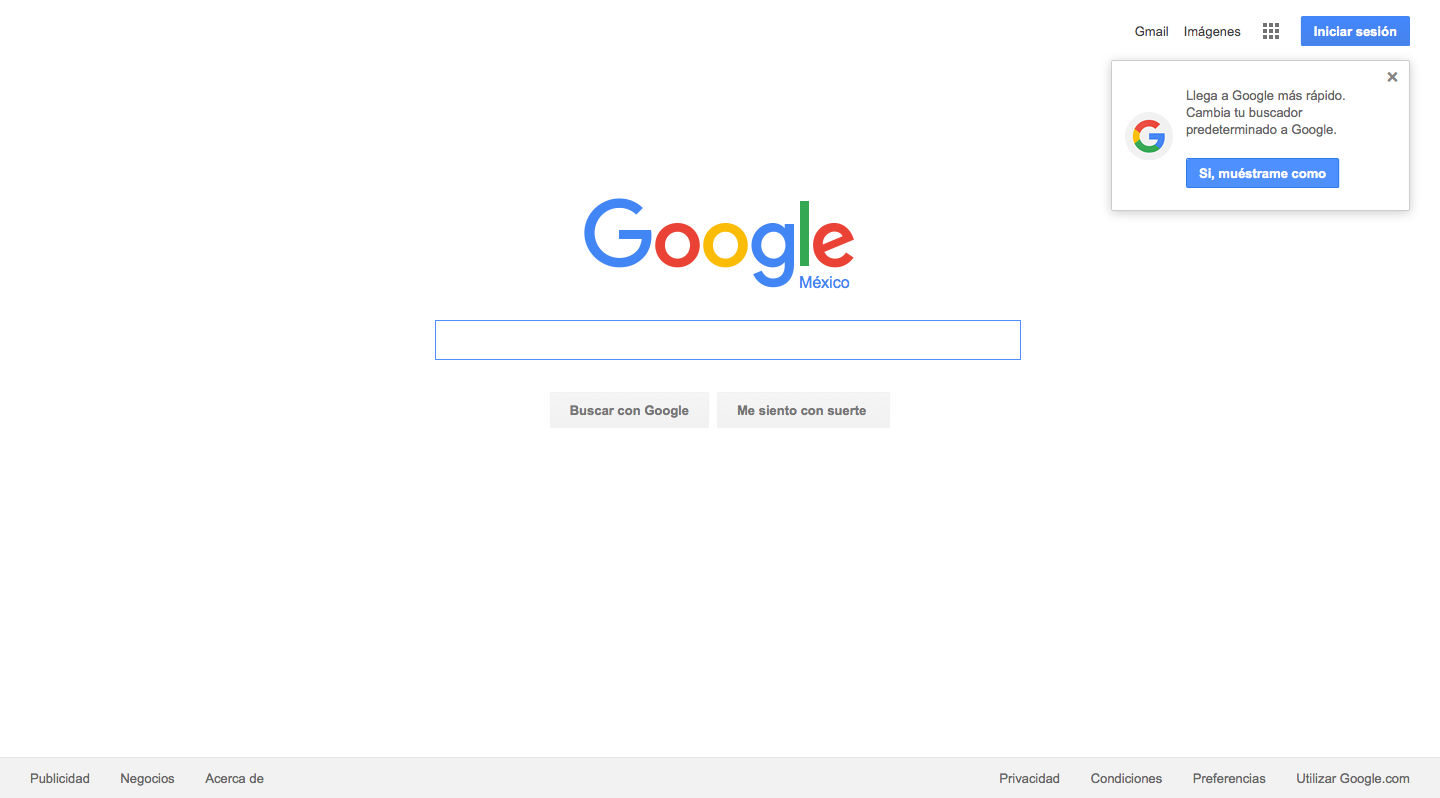 Gmail Imágenes Iniciar sesión
Llega a Google más rápido.
Cambia tu buscador
predeterminado a Google.
Si, muéstrame como
Google
México
Buscar con Google Me siento con suerte
Publicidad Negocios Acerca de Privacidad Condiciones Preferencias Utilizar Google.com